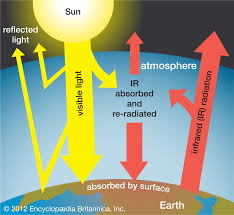 Sun
reflected
light
visible light
atmosphere
IR
absorbed
and
re-radiated
infrared (IR) radiation
absorbed by surface
Earth
© 2012 Encyclopædia Britannica, Inc.